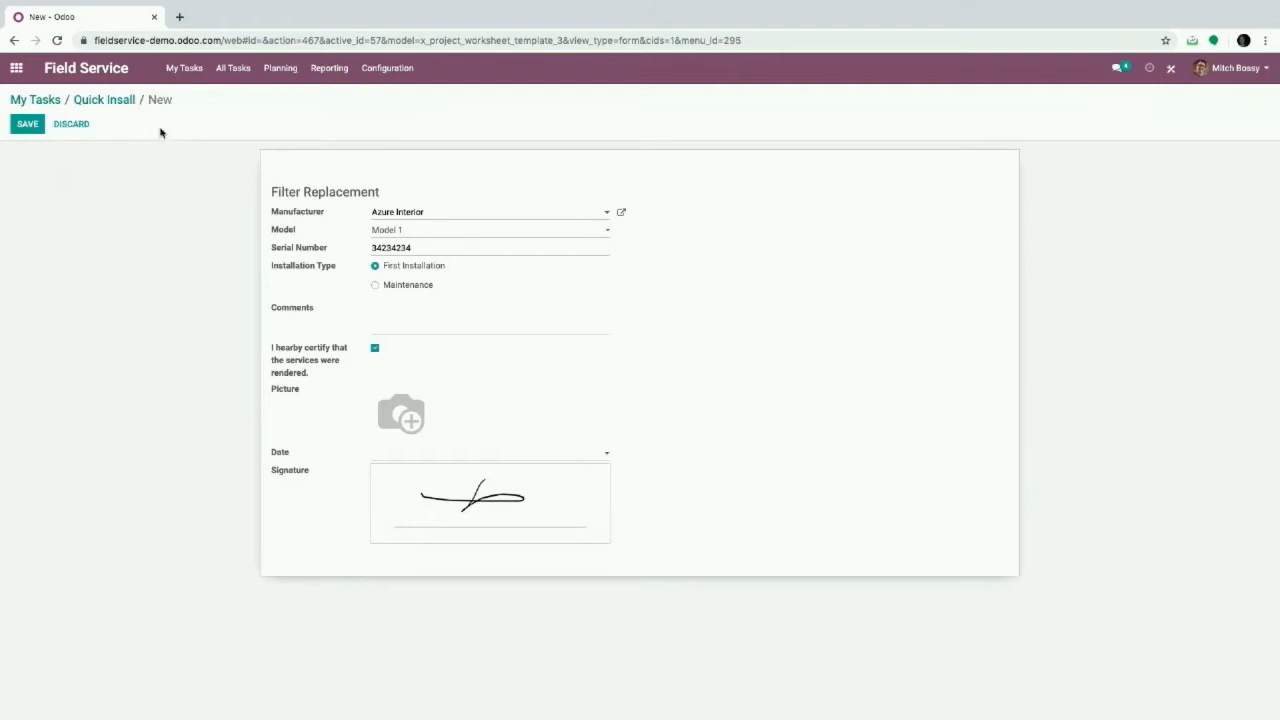 New - Odoo
fieldservice-demo.odoo.com/web#id=&action=467&active_id=57&model=x_project_worksheet_template_3&view_type=form&cids=1&menu_id=295
Field Service My Tasks All Tasks Planning Reporting Configuration 4 Mitch Bossy
My Tasks / Quick Insall / New
SAVE DISCARD
Filter Replacement
Manufacturer Azure Interior
Model Model 1
Serial Number 34234234
Installation Type First Installation
Maintenance
Comments
I hearby certify that
the services were
rendered.
Picture
Date
Signature